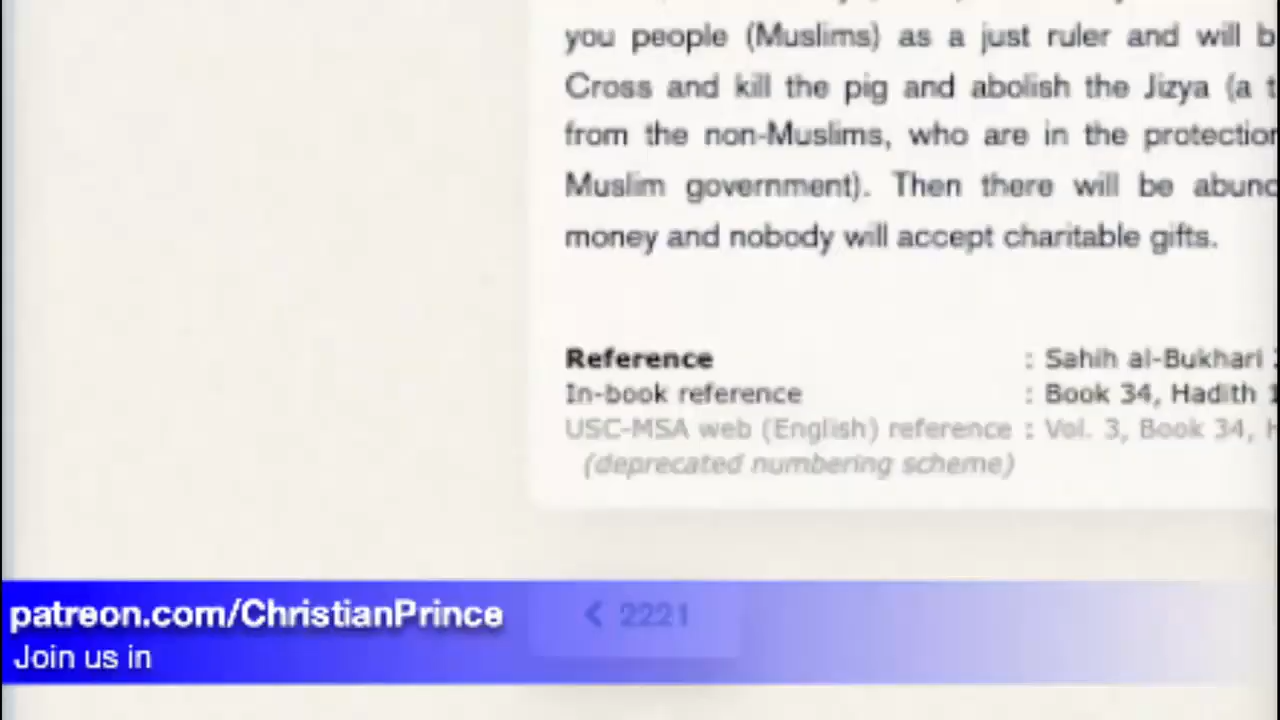 you people (Muslims) as a just ruler and will
Cross and kill the pig and abolish the Jizya (a
from the non-Muslims, who are in the
Muslim government). Then there will be
money and nobody will accept charitable gifts.
Reference : Sahih al-Bukhari
In-book reference : Book 34, Hadith
USC-MSA web (English) reference : Vol. 3, Book 34,
(deprecated numbering scheme)
patreon.com/ChristianPrince
< 2221
Join us in